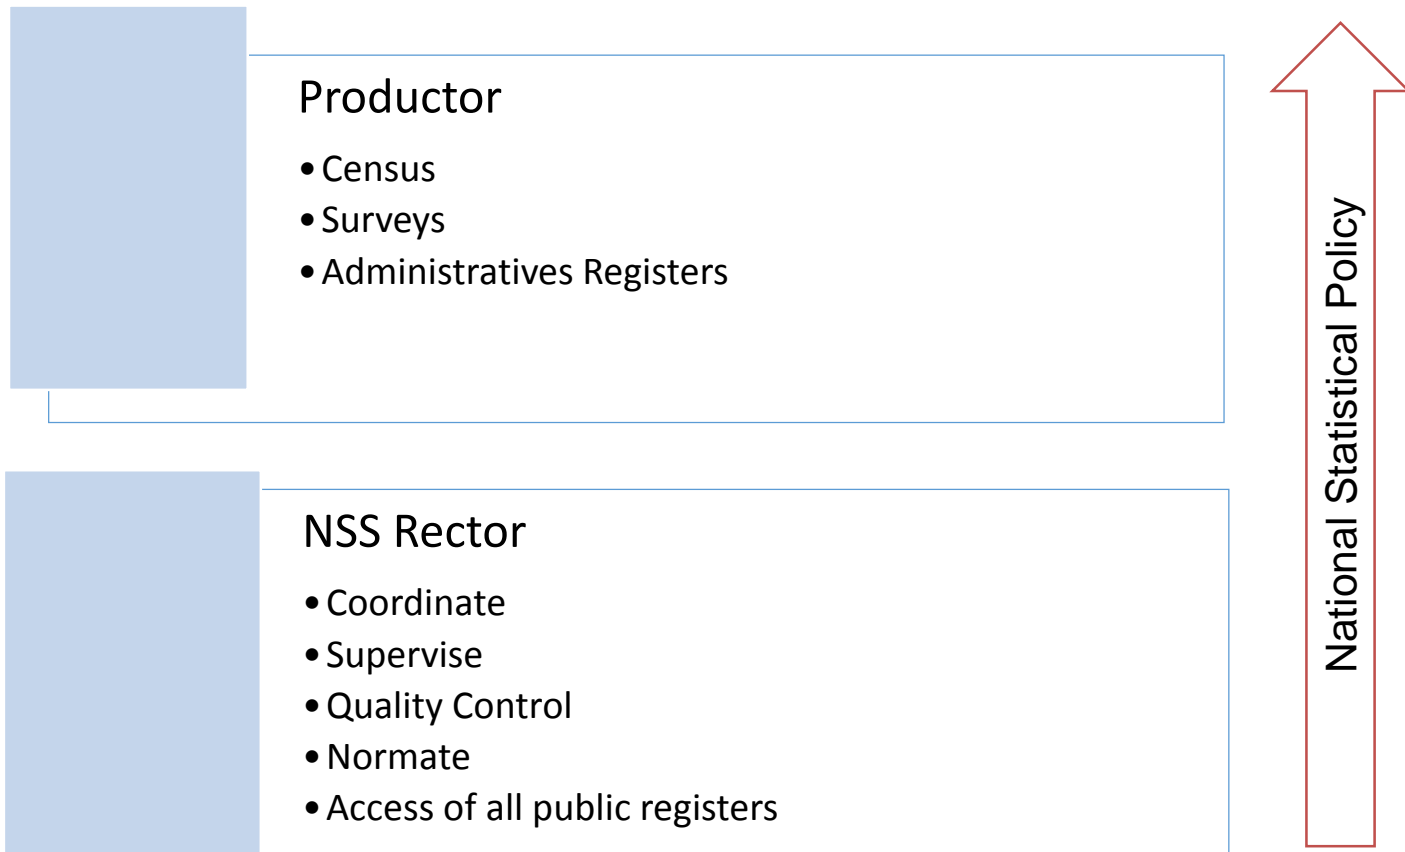 Productor
•Census
•Surveys
•Administratives Registers
NSS Rector
•Coordinate
•Supervise
•Quality Control
•Normate
•Access of all public registers
National Statistical Policy